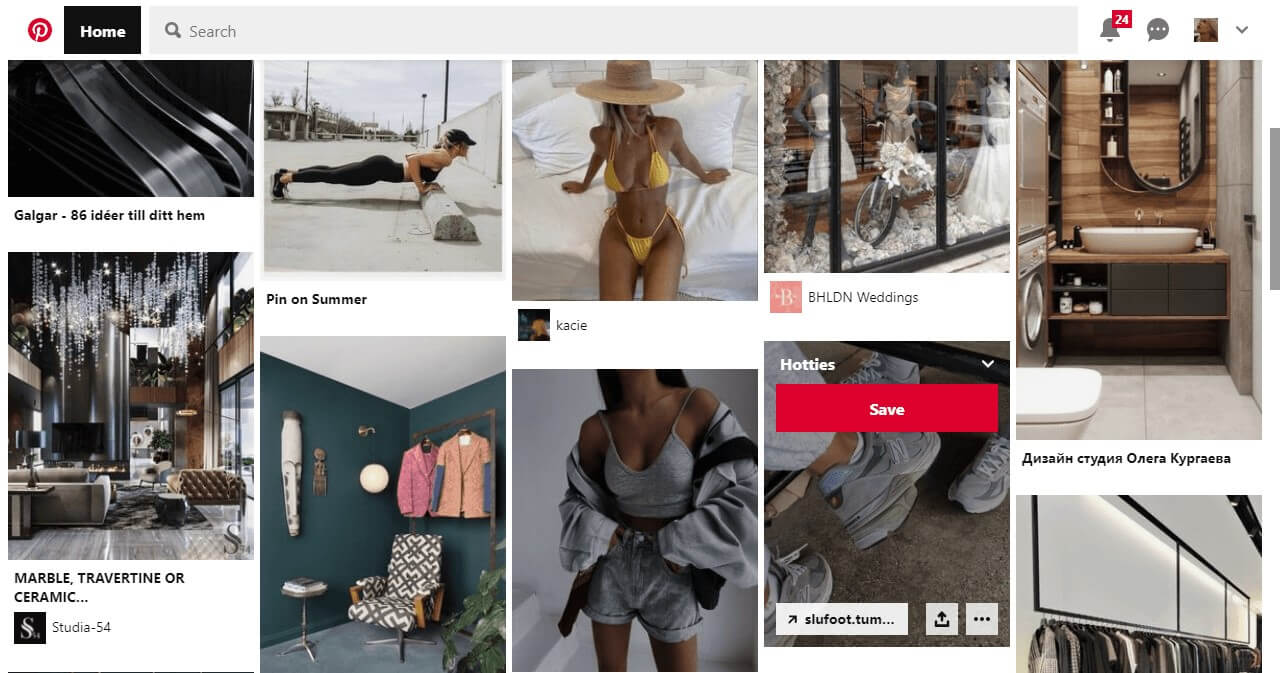 Home
Search
24
Galgar - 86 idéer till ditt hem
MARBLE, TRAVERTINE OR
CERAMIC...
Studia-54
Pin on Summer
kacie
BHLDN Weddings
Hotties
Save
slufoot.tum...
Дизайн студия Олега Кургаева